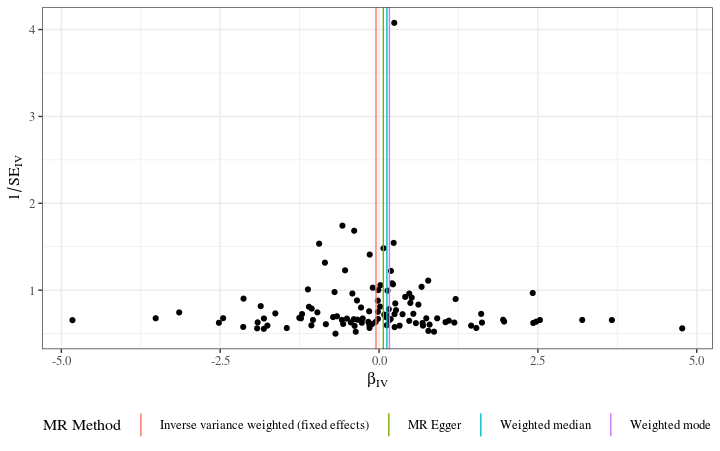 4
3
2
1
1/SE_IV
-5.0 -2.5 0.0 2.5 5.0
β_IV
MR Method Inverse variance weighted (fixed effects) MR Egger Weighted median Weighted mode